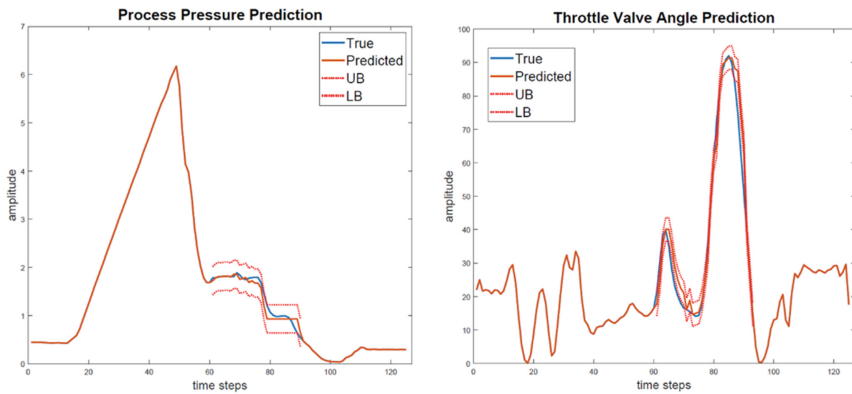 Process Pressure Prediction
7
6
5
4
3
2
1
0
0 20 40 60 80 100 120
amplitude
time steps
True
Predicted
UB
LB
Throttle Valve Angle Prediction
100
90
80
70
60
50
40
30
20
10
0
0 20 40 60 80 100 120
amplitude
time steps
True
Predicted
UB
LB